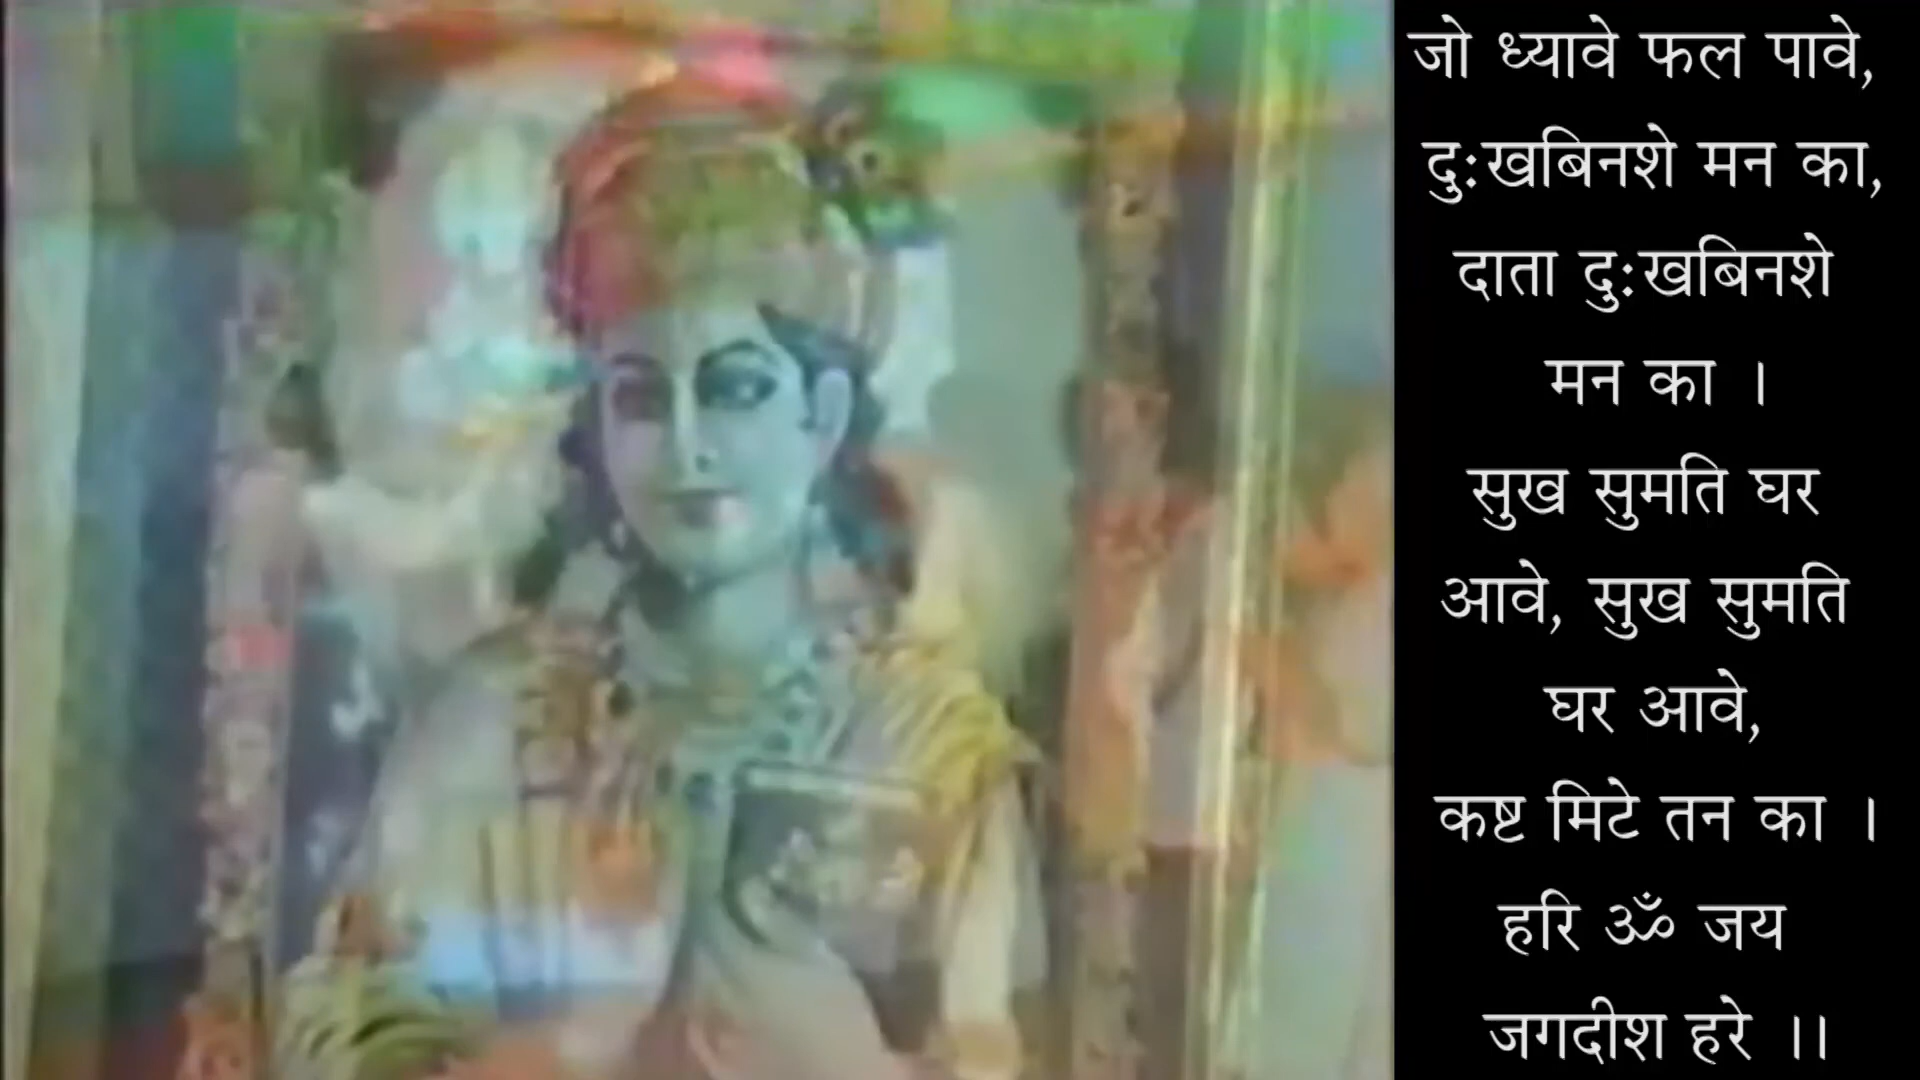 जो ध्यावे फल पावे,
दुःखबिनशे मन का,
दाता दुःखबिनशे
मन का ।
सुख सुमति घर
आवे, सुख सुमति
घर आवे,
कष्ट मिटे तन का ।
हरि ॐ जय
जगदीश हरे ।।